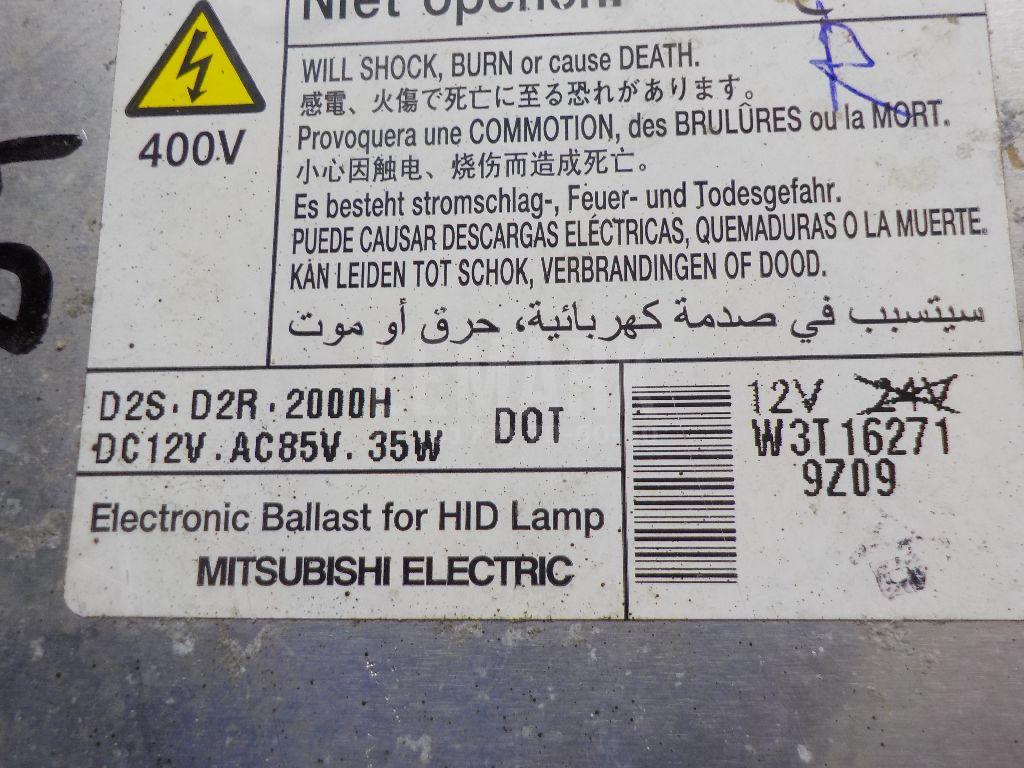 Niet openen.
400V
WILL SHOCK, BURN or cause DEATH.
感電、火傷で死亡に至る恐れがあります。
Provoquera une COMMOTION, des BRULÛRES ou la MORT.
小心因触电、烧伤而造成死亡。
Es besteht stromschlag-, Feuer- und Todesgefahr.
PUEDE CAUSAR DESCARGAS ELÉCTRICAS, QUEMADURAS O LA MUERTE.
KAN LEIDEN TOT SCHOK, VERBRANDINGEN OF DOOD.
سيتسبب في صدمة كهربائية، حرق أو موت
D2S. D2R. 2000H
DC12V. AC85V. 35W
DOT
12V 24V
W3T16271
9Z09
Electronic Ballast for HID Lamp
MITSUBISHI ELECTRIC